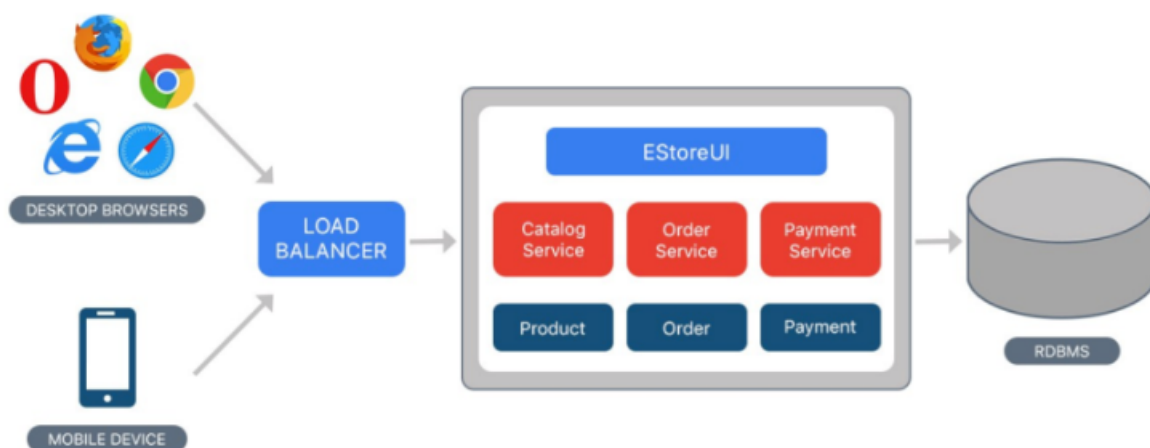 DESKTOP BROWSERS
MOBILE DEVICE
LOAD
BALANCER
EStoreUI
Catalog
Service
Order
Service
Payment
Service
Product
Order
Payment
RDBMS